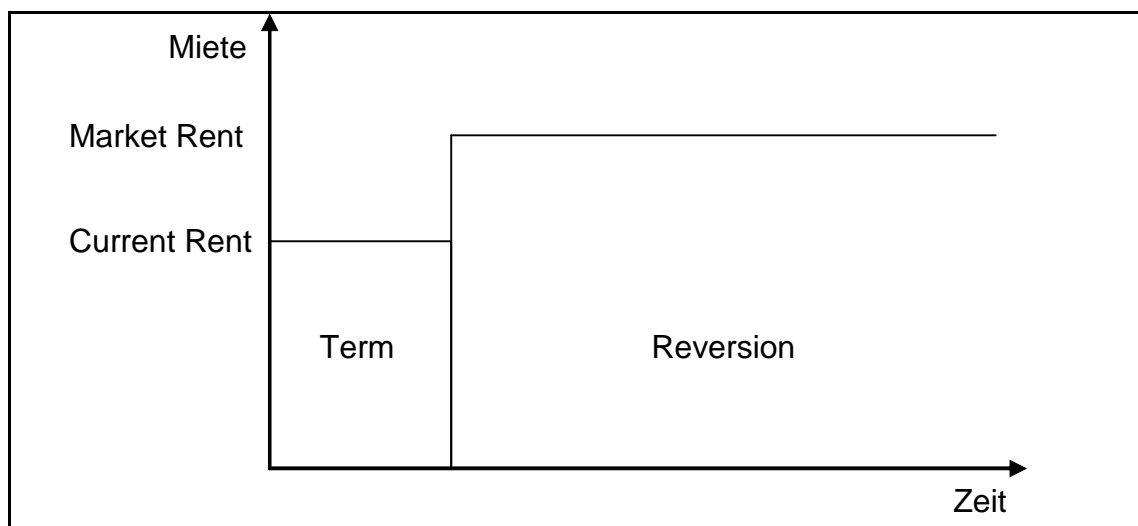 Miete
Market Rent
Current Rent
Term
Reversion
Zeit